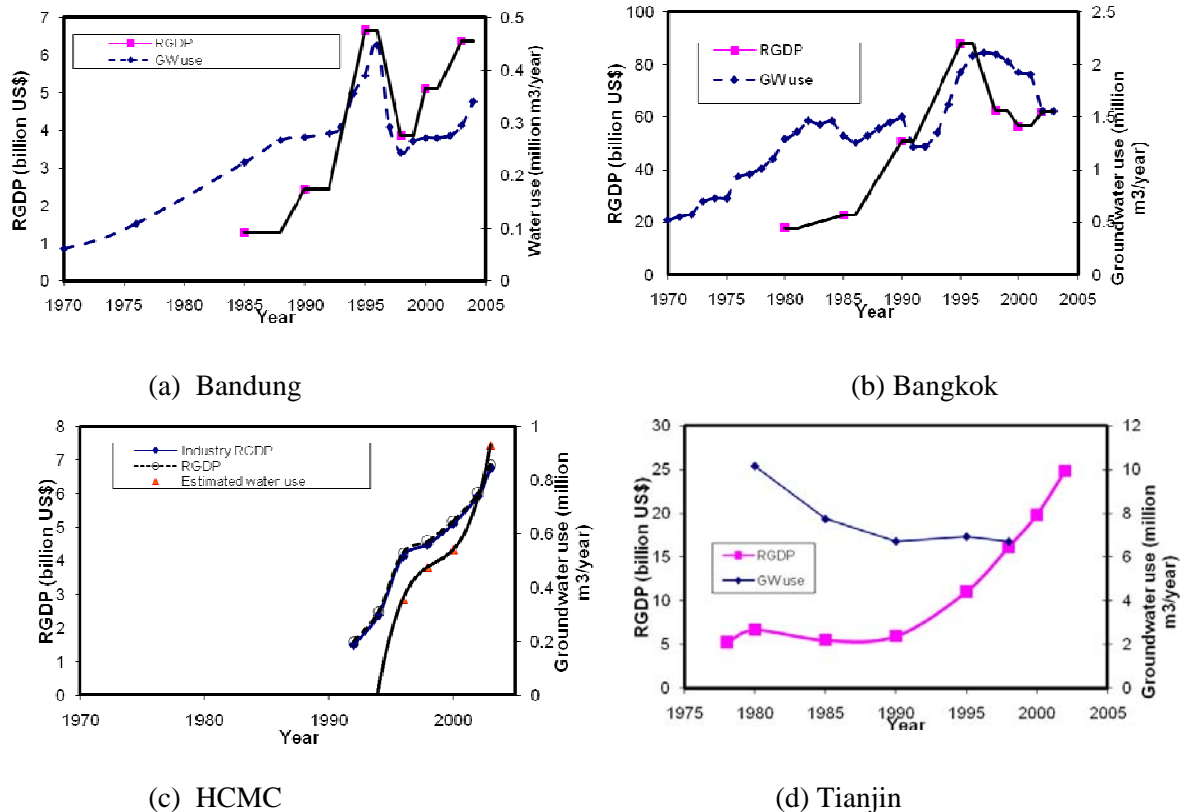 7
6
5
4
3
2
1
0
RGDP (billion US$)
RGDP
GW use
0.5
0.4
0.3
0.2
0.1
0
Water use (million m3/year)
1970 1975 1980 1985 1990 1995 2000 2005
Year
(a) Bandung
100
80
60
40
20
0
RGDP (billion US$)
RGDP
GW use
2.5
2
1.5
1
0.5
0
Groundwater use (million
m3/year)
1970 1975 1980 1985 1990 1995 2000 2005
Year
(b) Bangkok
8
7
6
5
4
3
2
1
0
RGDP (billion US$)
Industry RGDP
RGDP
Estimated water use
1
0.8
0.6
0.4
0.2
0
Groundwater use (million
m3/year)
1970 1980 1990 2000
Year
(c) HCMC
30
25
20
15
10
5
0
RGDP (billion US$)
RGDP
GW use
12
10
8
6
4
2
0
Groundwater use (million
m3/year)
1975 1980 1985 1990 1995 2000 2005
Year
(d) Tianjin